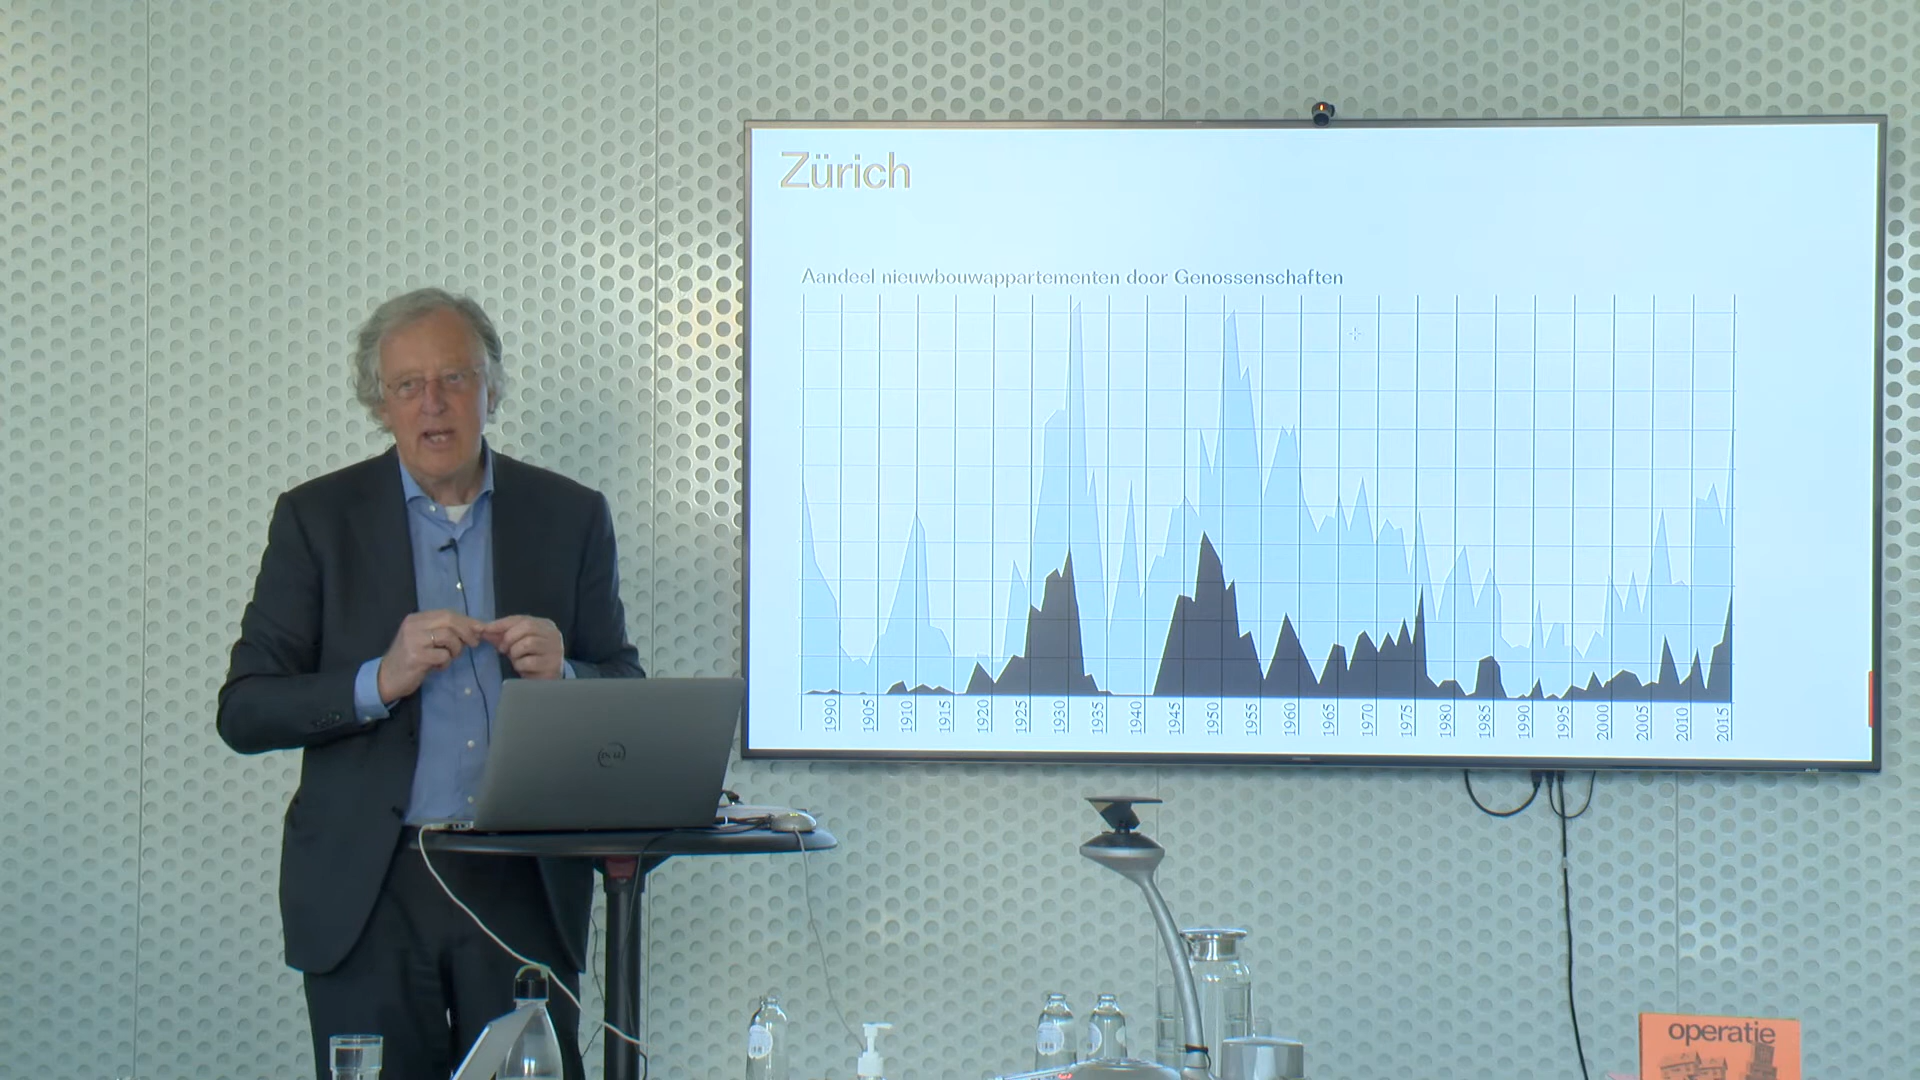 Zürich
Aandeel nieuwbouwappartementen door Genossenschaften
1990 1905 1910 1915 1920 1925 1930 1935 1940 1945 1950 1955 1960 1965 1970 1975 1980 1985 1990 1995 2000 2005 2010 2015
DELL
operatie